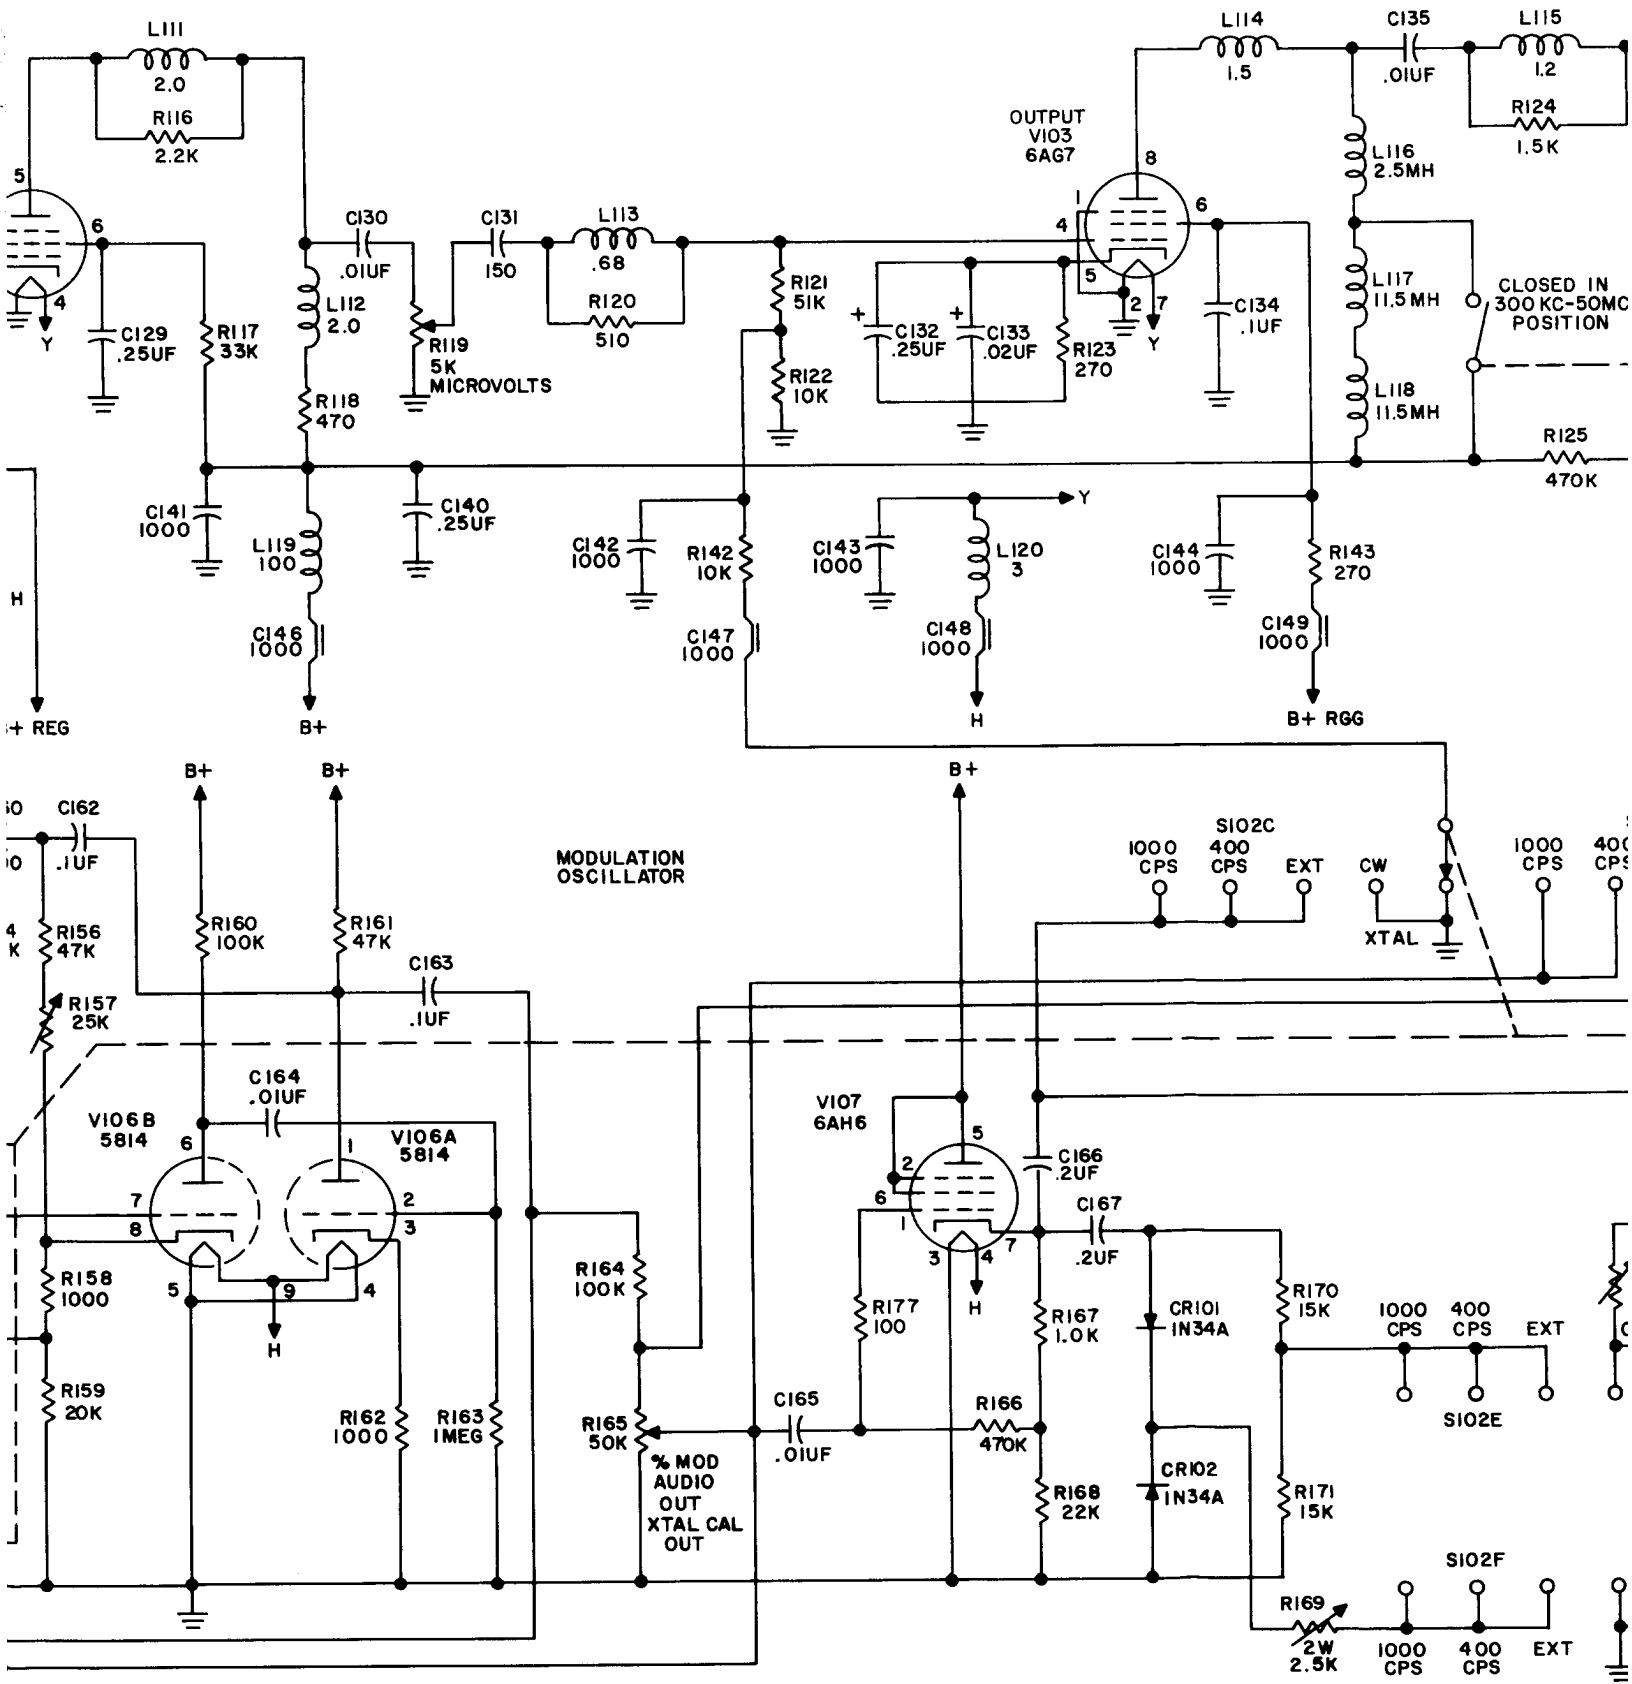 L111
2.0
R116
2.2K
5
6
4
Y
C129
.25UF
R117
33K
L112
2.0
R118
470
C130
.01UF
R119
5K
MICROVOLTS
C131
150
L113
.68
R120
510
R121
51K
R122
10K
OUTPUT
V103
6AG7
8
1
4
5
6
2
7
Y
+
C132
.25UF
+
C133
.02UF
R123
270
C134
.1UF
L114
1.5
C135
.01UF
L115
1.2
R124
1.5K
L116
2.5MH
L117
11.5MH
L118
11.5MH
CLOSED IN
300KC-50MC
POSITION
R125
470K
H
B+ REG
C141
1000
L119
100
C140
.25UF
C146
1000
B+
C142
1000
R142
10K
C147
1000
C143
1000
Y
L120
3
C148
1000
H
C144
1000
R143
270
C149
1000
B+ RGG
C162
.1UF
B+
B+
R156
47K
R157
25K
R160
100K
R161
47K
C163
.1UF
MODULATION
OSCILLATOR
B+
S102C
1000
CPS
400
CPS
EXT
CW
XTAL
1000
CPS
400
CPS
C164
.01UF
V106B
5814
6
7
8
5
9
H
V106A
5814
1
2
3
4
R158
1000
R159
20K
R162
1000
R163
1MEG
R164
100K
R165
50K
% MOD
AUDIO
OUT
XTAL CAL
OUT
V107
6AH6
5
2
6
1
3
4
7
H
C166
.2UF
C167
.2UF
R177
100
C165
.01UF
R166
470K
R167
1.0K
R168
22K
CR101
1N34A
CR102
1N34A
R170
15K
R171
15K
1000
CPS
400
CPS
EXT
S102E
S102F
R169
2W
2.5K
1000
CPS
400
CPS
EXT